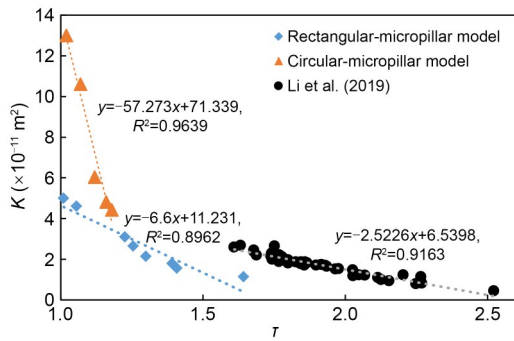 14
12
10
8
6
4
2
0
K (×10⁻¹¹ m²)
Rectangular-micropillar model
Circular-micropillar model
Li et al. (2019)
y=−57.273x+71.339,
R²=0.9639
y=−6.6x+11.231,
R²=0.8962
y=−2.5226x+6.5398,
R²=0.9163
1.0 1.5 2.0 2.5
τ